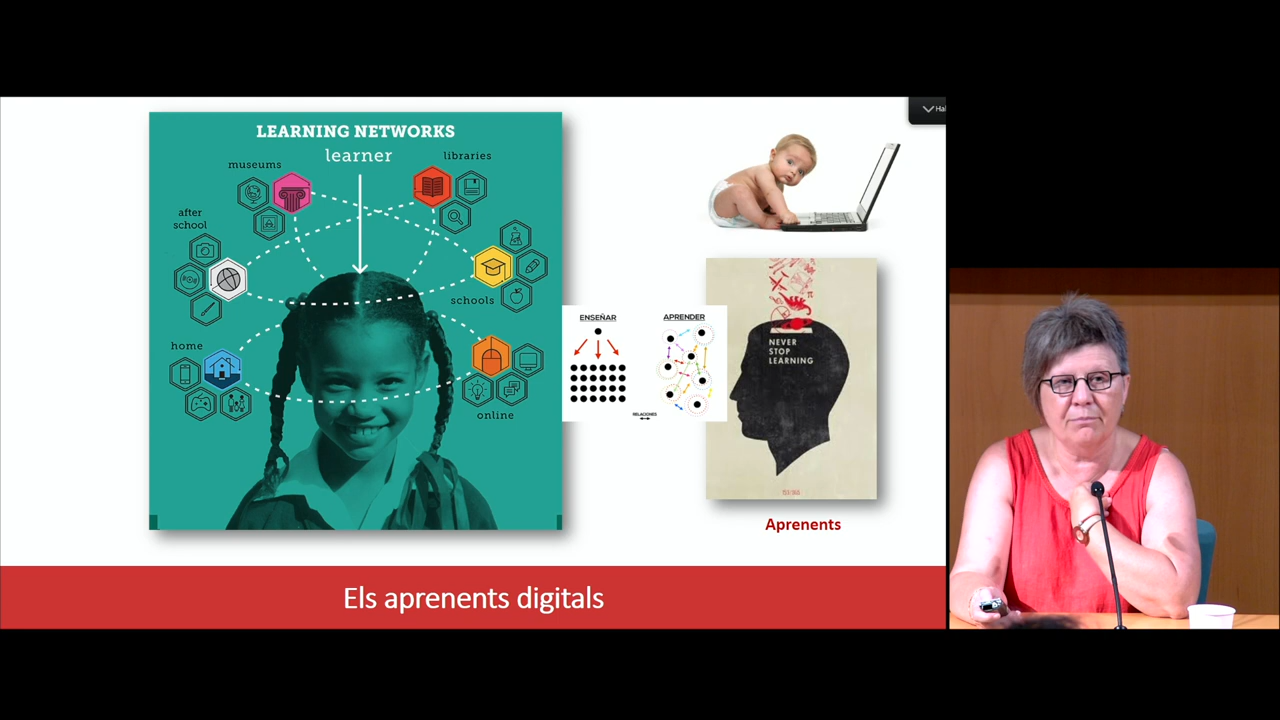 LEARNING NETWORKS
learner
museums
libraries
after
school
schools
home
online
ENSEÑAR
APRENDER
RELACIONES
NEVER
STOP
LEARNING
Aprenents
Els aprenents digitals